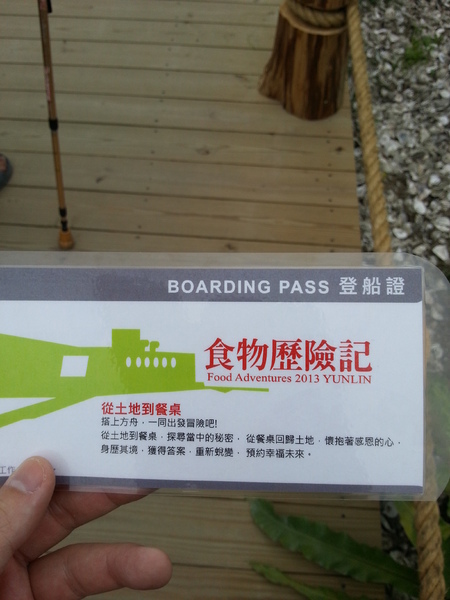 BOARDING PASS 登船證
食物歷險記
Food Adventures 2013 YUNLIN
從土地到餐桌
搭上方舟，一同出發冒險吧!
從土地到餐桌，探尋當中的秘密，從餐桌回歸土地，懷抱著感恩的心，
身歷其境，獲得答案，重新蛻變，預約幸福未來。
工作